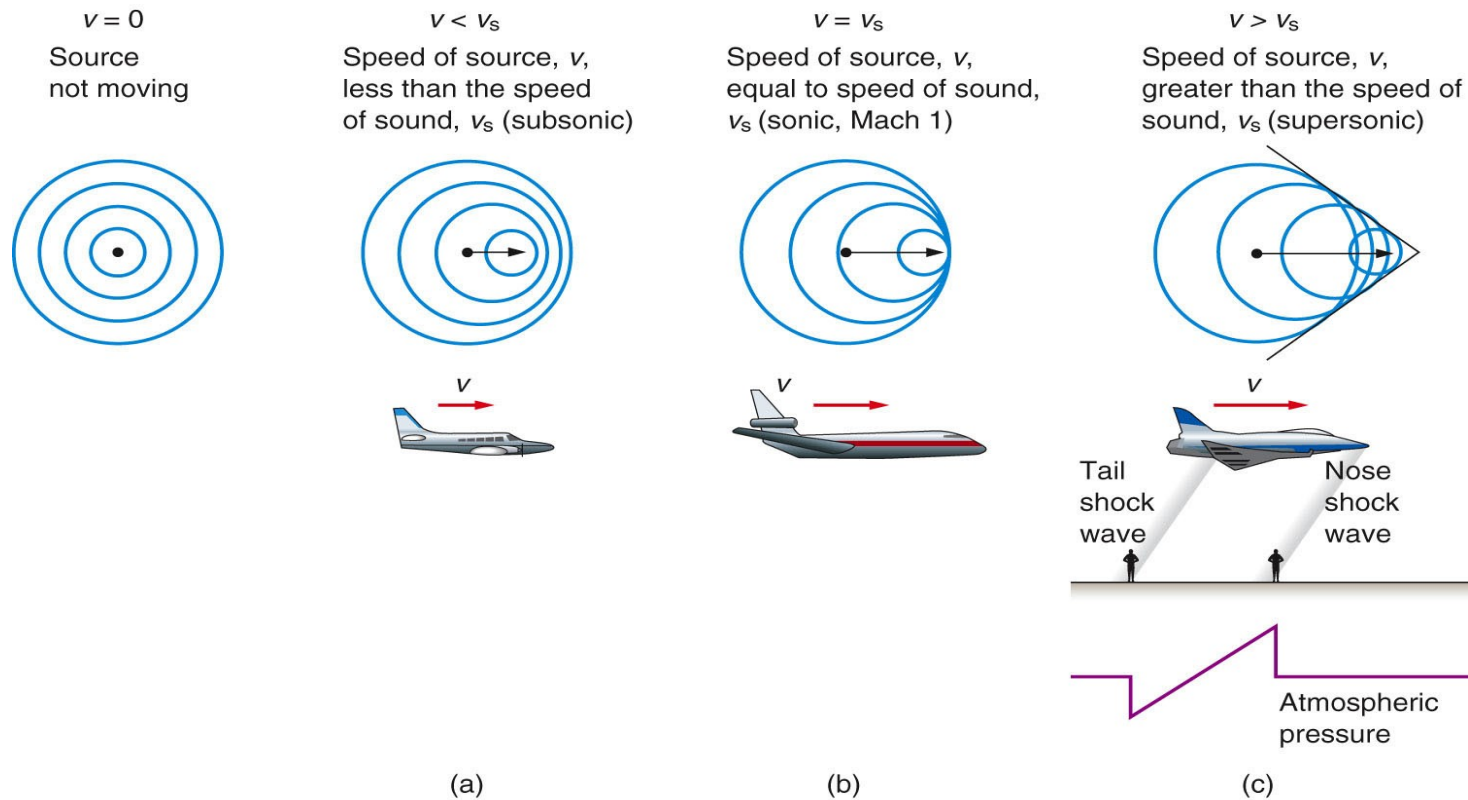 v = 0
Source
not moving
v < vs
Speed of source, v,
less than the speed
of sound, vs (subsonic)
v = vs
Speed of source, v,
equal to speed of sound,
vs (sonic, Mach 1)
v > vs
Speed of source, v,
greater than the speed of
sound, vs (supersonic)
v
v
v
Tail
shock
wave
Nose
shock
wave
Atmospheric
pressure
(a)
(b)
(c)